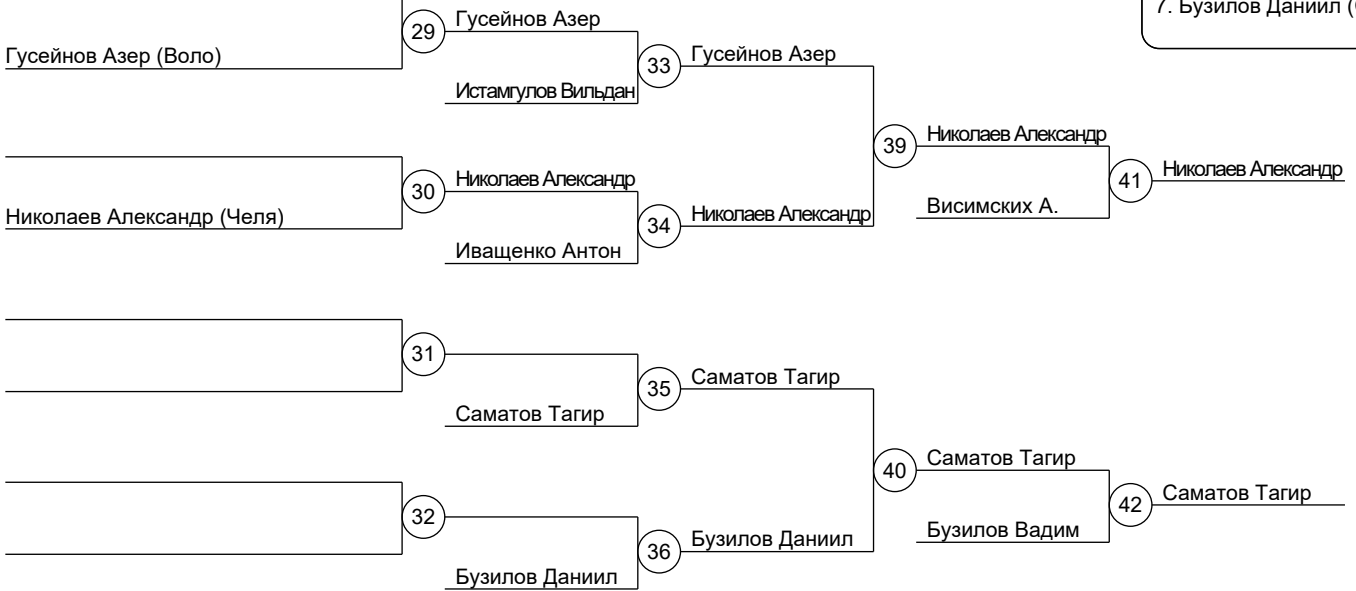 7. Бузилов Даниил
Гусейнов Азер (Воло)
29
Гусейнов Азер
Истамгулов Вильдан
33
Гусейнов Азер
39
Николаев Александр
Висимских А.
41
Николаев Александр
Николаев Александр (Челя)
30
Николаев Александр
Иващенко Антон
34
Николаев Александр
31
Саматов Тагир
35
Саматов Тагир
40
Саматов Тагир
Бузилов Вадим
42
Саматов Тагир
32
Бузилов Даниил
36
Бузилов Даниил